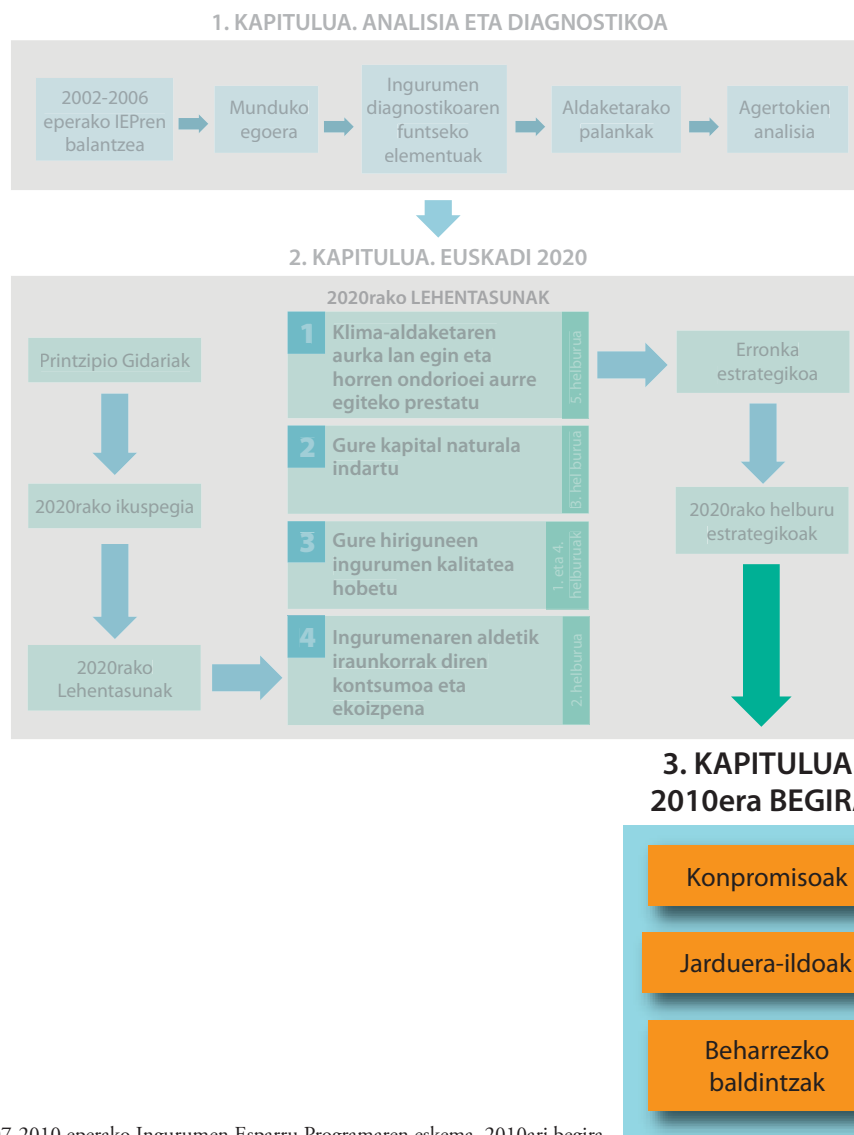 1. KAPITULUA. ANALISIA ETA DIAGNOSTIKOA
2002-2006
eperako IEPren
balantzea
Munduko
egoera
Ingurumen
diagnostikoaren
funtseko
elementuak
Aldaketarako
palankak
Agertokien
analisia
2. KAPITULUA. EUSKADI 2020
Printzipio Gidariak
2020rako ikuspegia
2020rako
Lehentasunak
2020rako LEHENTASUNAK
1
Klima-aldaketaren
aurka lan egin eta
horren ondorioei aurre
egiteko prestatu
5. helburua
2
Gure kapital naturala
indartu
3. hel burua
3
Gure hiriguneen
ingurumen kalitatea
hobetu
1. eta 4.
helburuak
4
Ingurumenaren aldetik
iraunkorrak diren
kontsumoa eta
ekoizpena
2. helburua
Erronka
estrategikoa
2020rako helburu
estrategikoak
3. KAPITULUA
2010era
Konpromisoak
Jarduera-ildoak
Beharrezko
baldintzak
eperako Ingurumen Esparru Programaren eskema. 2010ari begira